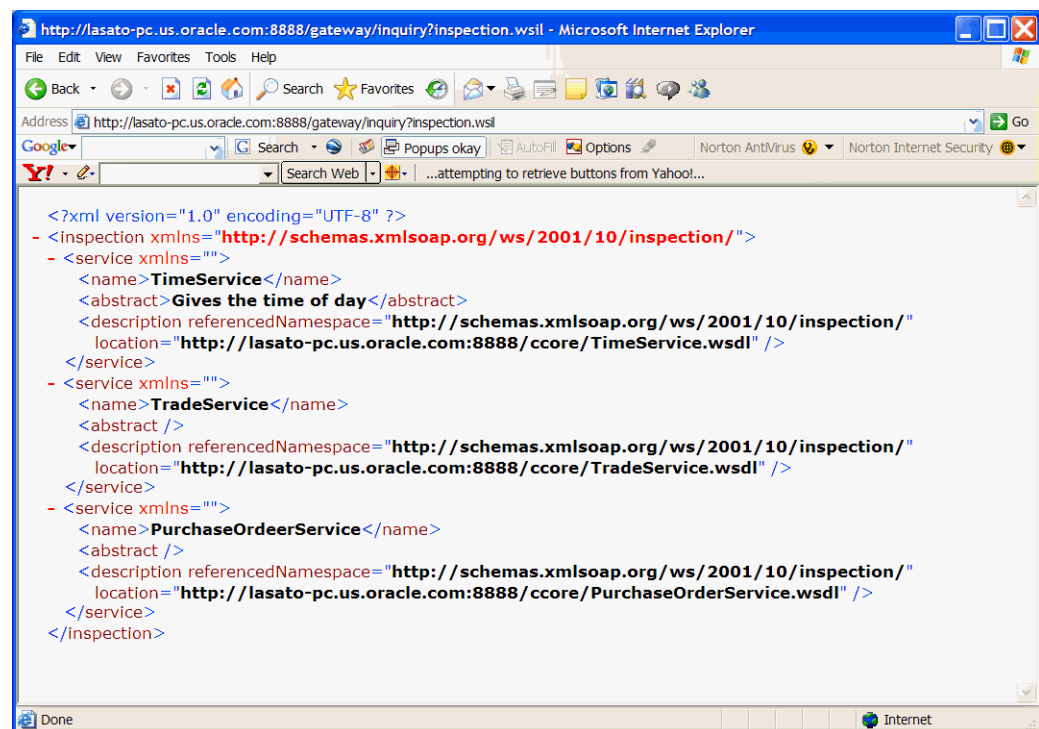 http://lasato-pc.us.oracle.com:8888/gateway/inquiry?inspection.wsil - Microsoft Internet Explorer
File Edit View Favorites Tools Help
Back Search Favorites
Address http://lasato-pc.us.oracle.com:8888/gateway/inquiry?inspection.wsil Go
Google G Search Popups okay AutoFill Options Norton AntiVirus Norton Internet Security
Y! Search Web ...attempting to retrieve buttons from Yahoo!...
<?xml version="1.0" encoding="UTF-8" ?>
- <inspection xmlns="http://schemas.xmlsoap.org/ws/2001/10/inspection/">
- <service xmlns="">
<name>TimeService</name>
<abstract>Gives the time of day</abstract>
<description referencedNamespace="http://schemas.xmlsoap.org/ws/2001/10/inspection/"
location="http://lasato-pc.us.oracle.com:8888/ccore/TimeService.wsdl" />
</service>
- <service xmlns="">
<name>TradeService</name>
<abstract />
<description referencedNamespace="http://schemas.xmlsoap.org/ws/2001/10/inspection/"
location="http://lasato-pc.us.oracle.com:8888/ccore/TradeService.wsdl" />
</service>
- <service xmlns="">
<name>PurchaseOrdeerService</name>
<abstract />
<description referencedNamespace="http://schemas.xmlsoap.org/ws/2001/10/inspection/"
location="http://lasato-pc.us.oracle.com:8888/ccore/PurchaseOrderService.wsdl" />
</service>
</inspection>
Done Internet